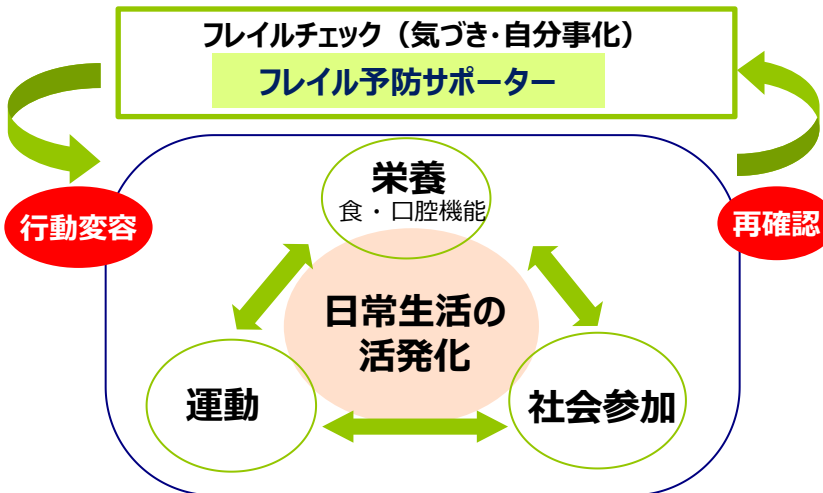 フレイルチェック（気づき・自分事化）
フレイル予防サポーター
栄養
食・口腔機能
行動変容
再確認
日常生活の
活発化
運動
社会参加